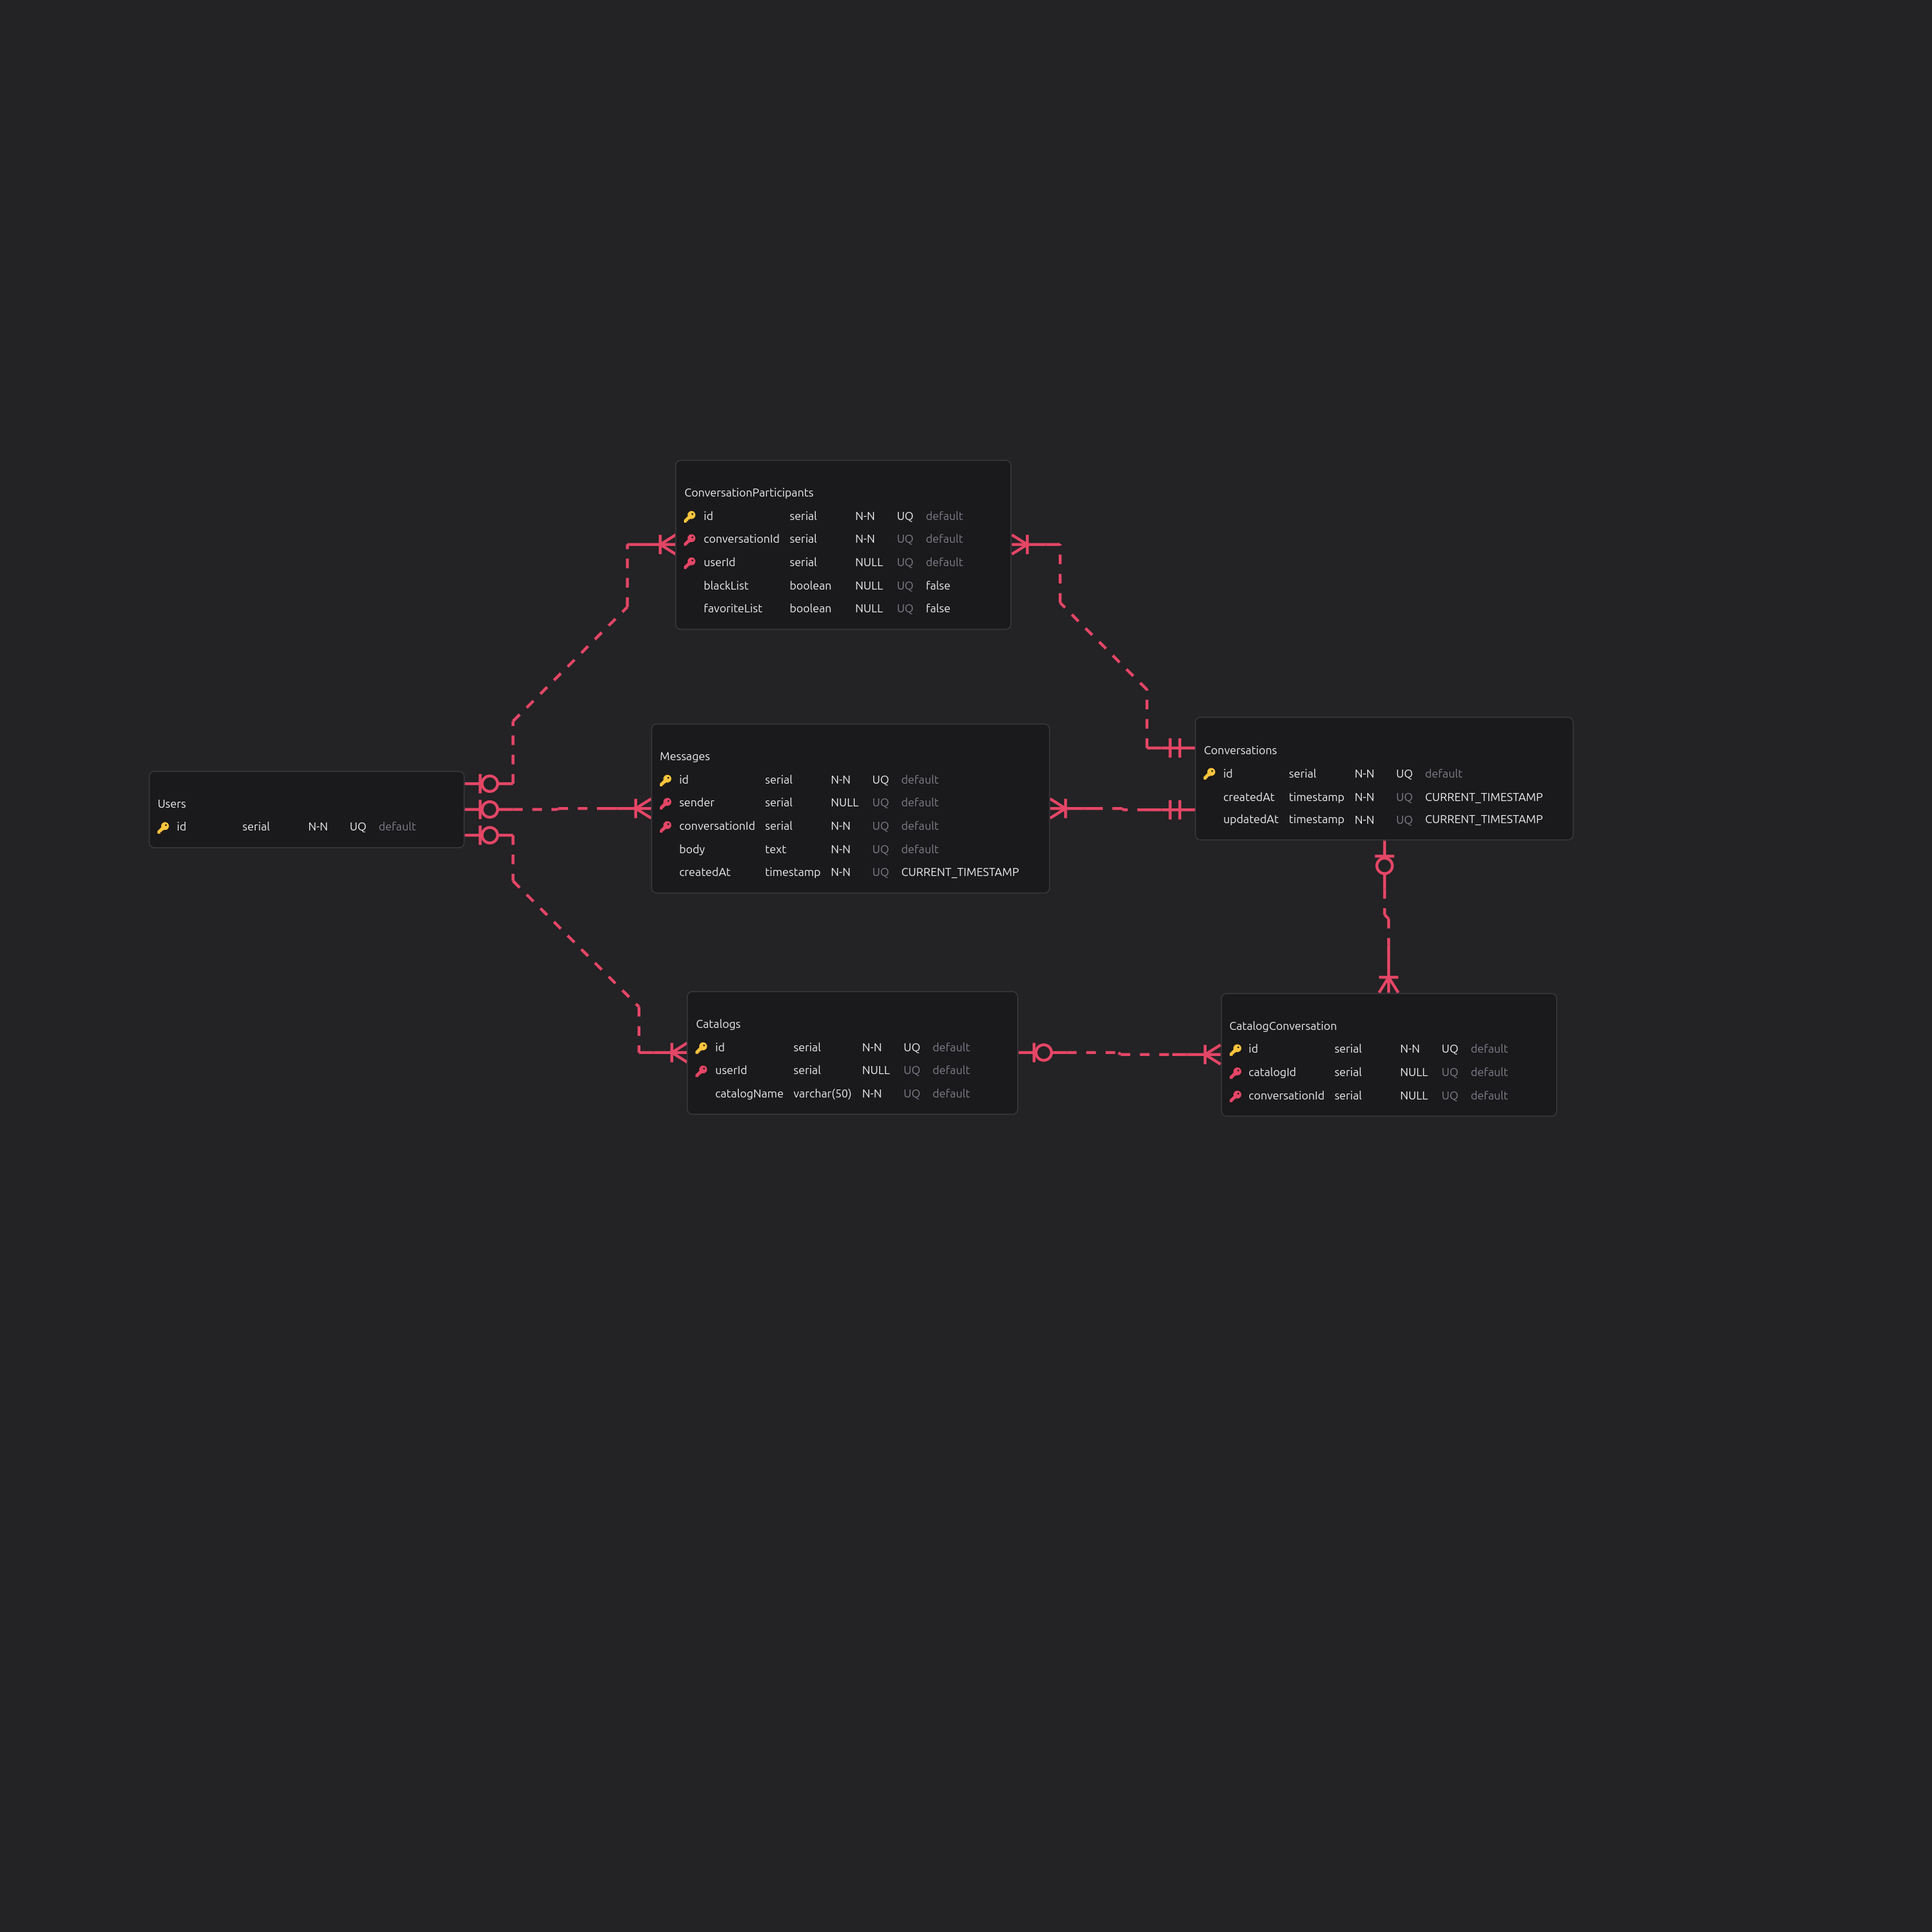 ConversationParticipants
id serial N-N UQ default
conversationId serial N-N UQ default
userId serial NULL UQ default
blackList boolean NULL UQ false
favoriteList boolean NULL UQ false
Users
id serial N-N UQ default
Messages
id serial N-N UQ default
sender serial NULL UQ default
conversationId serial N-N UQ default
body text N-N UQ default
createdAt timestamp N-N UQ CURRENT_TIMESTAMP
Conversations
id serial N-N UQ default
createdAt timestamp N-N UQ CURRENT_TIMESTAMP
updatedAt timestamp N-N UQ CURRENT_TIMESTAMP
Catalogs
id serial N-N UQ default
userId serial NULL UQ default
catalogName varchar(50) N-N UQ default
CatalogConversation
id serial N-N UQ default
catalogId serial NULL UQ default
conversationId serial NULL UQ default